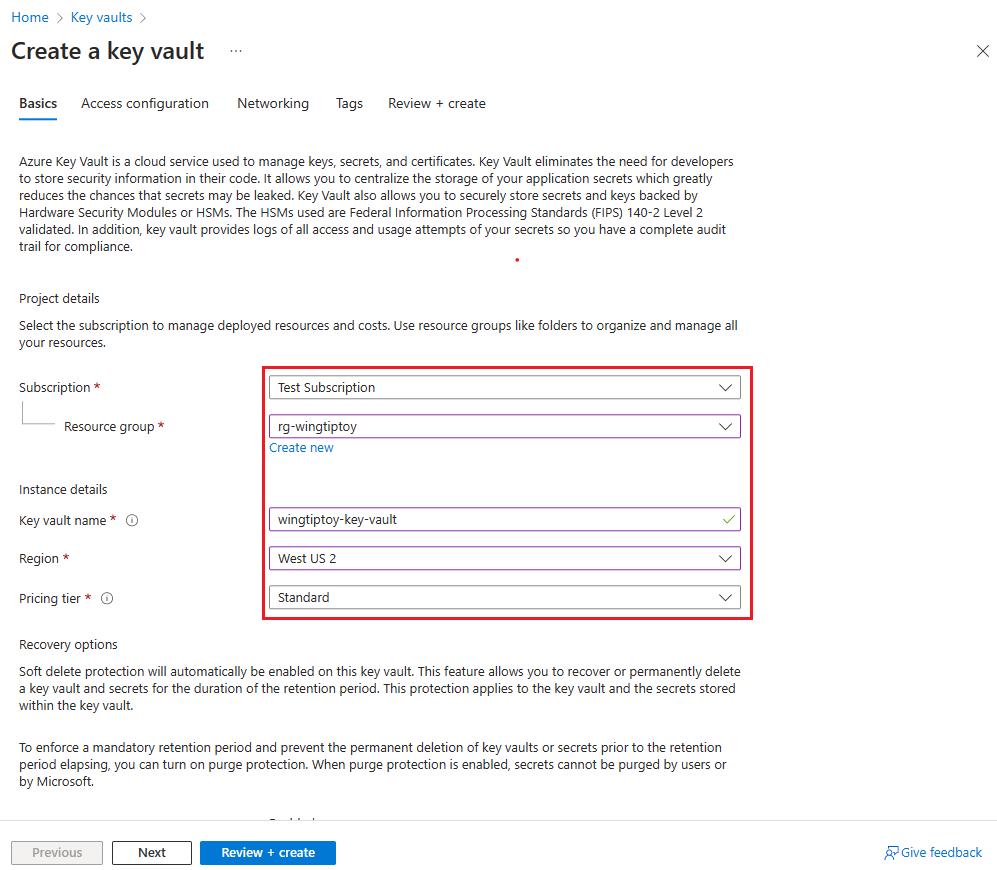 Home > Key vaults >
Create a key vault ...
Basics Access configuration Networking Tags Review + create
Azure Key Vault is a cloud service used to manage keys, secrets, and certificates. Key Vault eliminates the need for developers
to store security information in their code. It allows you to centralize the storage of your application secrets which greatly
reduces the chances that secrets may be leaked. Key Vault also allows you to securely store secrets and keys backed by
Hardware Security Modules or HSMs. The HSMs used are Federal Information Processing Standards (FIPS) 140-2 Level 2
validated. In addition, key vault provides logs of all access and usage attempts of your secrets so you have a complete audit
trail for compliance.
Project details
Select the subscription to manage deployed resources and costs. Use resource groups like folders to organize and manage all
your resources.
Subscription * Test Subscription
Resource group * rg-wingtiptoy
Create new
Instance details
Key vault name * wingtiptoy-key-vault
Region * West US 2
Pricing tier * Standard
Recovery options
Soft delete protection will automatically be enabled on this key vault. This feature allows you to recover or permanently delete
a key vault and secrets for the duration of the retention period. This protection applies to the key vault and the secrets stored
within the key vault.
To enforce a mandatory retention period and prevent the permanent deletion of key vaults or secrets prior to the retention
period elapsing, you can turn on purge protection. When purge protection is enabled, secrets cannot be purged by users or
by Microsoft.
Previous Next Review + create Give feedback